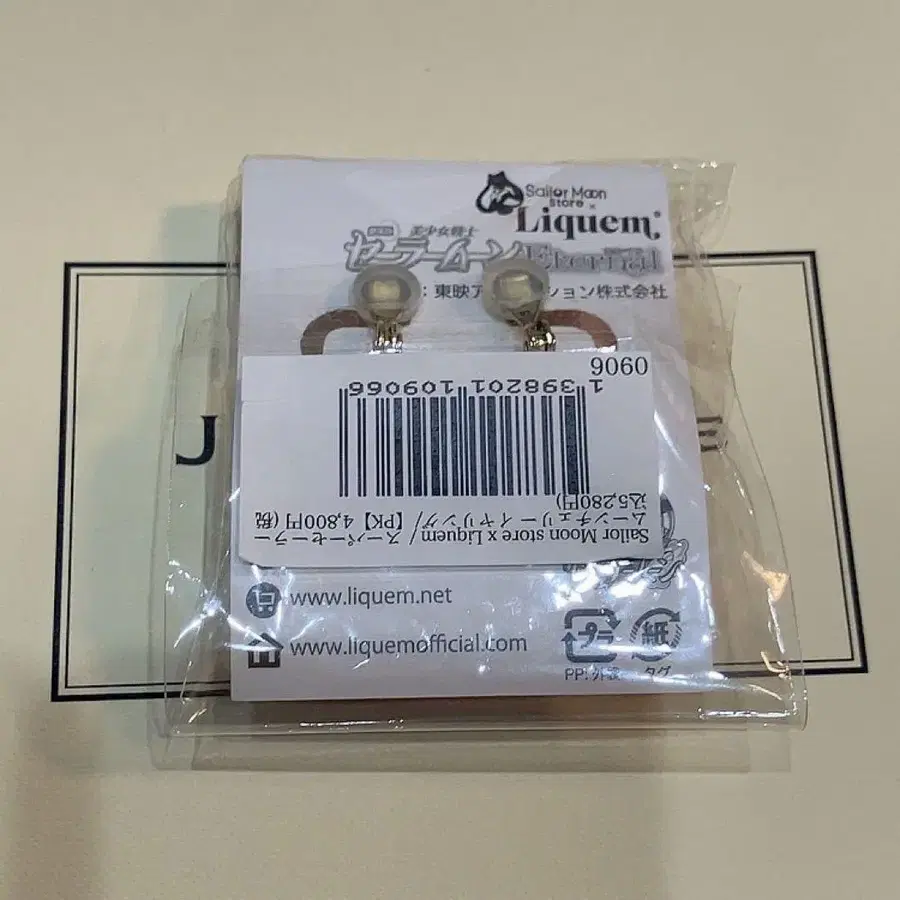 Sailor Moon
store ×
Liquem
美少女戦士
セーラームーン Eternal
:東映ア
ション株式会社
Sailor Moon store x Liquem / スーパーセーラー
ムーンチェリーイヤリング/【PK】4,800円 (税
込5,280円)
1 398201 109066
9060
www.liquem.net
www.liquemofficial.com
プラ
紙
PP: 外袋
タグ
J
E